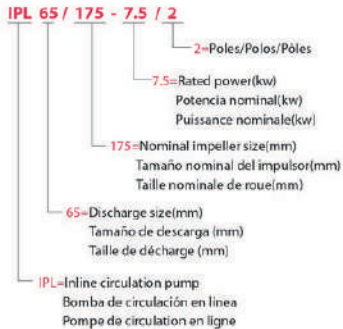 IPL 65 / 175 - 7.5 / 2
2=Poles/Polos/Pôles
7.5=Rated power(kw)
Potencia nominal(kw)
Puissance nominale(kw)
175=Nominal impeller size(mm)
Tamaño nominal del impulsor(mm)
Taille nominale de roue(mm)
65=Discharge size(mm)
Tamaño de descarga (mm)
Taille de décharge (mm)
IPL=Inline circulation pump
Bomba de circulación en linea
Pompe de circulation en ligne